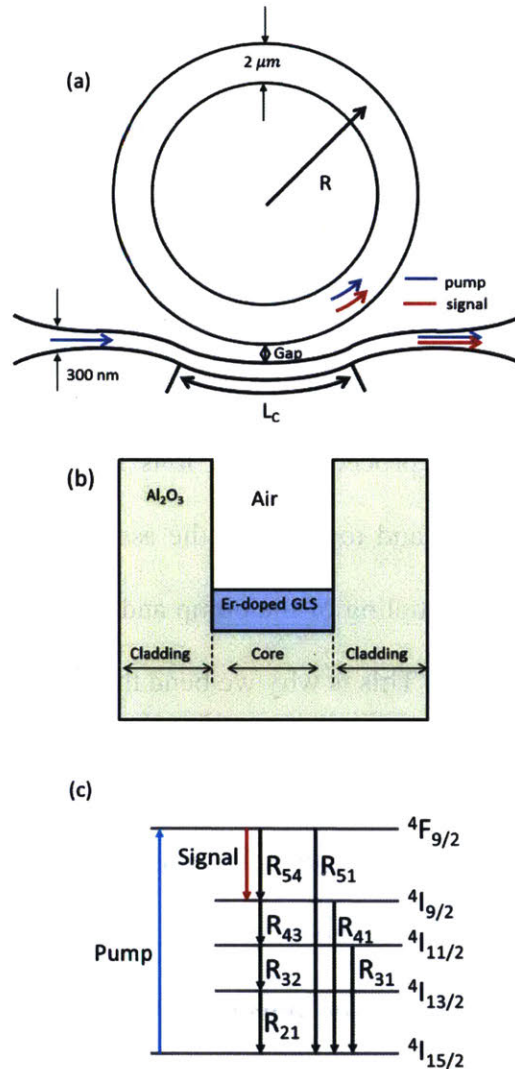 (a)
2 μm
R
pump
signal
Gap
300 nm
L_C
(b)
Al₂O₃
Air
Er-doped GLS
Cladding
Core
Cladding
(c)
⁴F₉/₂
Signal
R₅₄
R₅₁
⁴I₉/₂
Pump
R₄₃
R₄₁
⁴I₁₁/₂
R₃₂
R₃₁
⁴I₁₃/₂
R₂₁
⁴I₁₅/₂